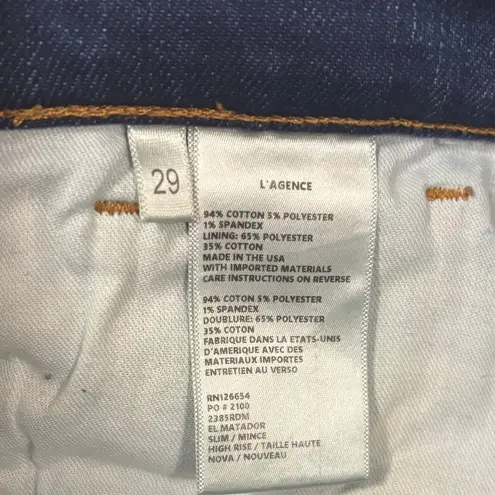 29
L'AGENCE
94% COTTON 5% POLYESTER
1% SPANDEX
LINING: 65% POLYESTER
35% COTTON
MADE IN THE USA
WITH IMPORTED MATERIALS
CARE INSTRUCTIONS ON REVERSE
94% COTON 5% POLYESTER
1% SPANDEX
DOUBLURE: 65% POLYESTER
35% COTON
FABRIQUE DANS LA ETATS-UNIS
D'AMERIQUE AVEC DES
MATERIAUX IMPORTES
ENTRETIEN AU VERSO
RN126654
PO # 2100
2385RDM
EL MATADOR
SLIM / MINCE
HIGH RISE / TAILLE HAUTE
NOVA / NOUVEAU